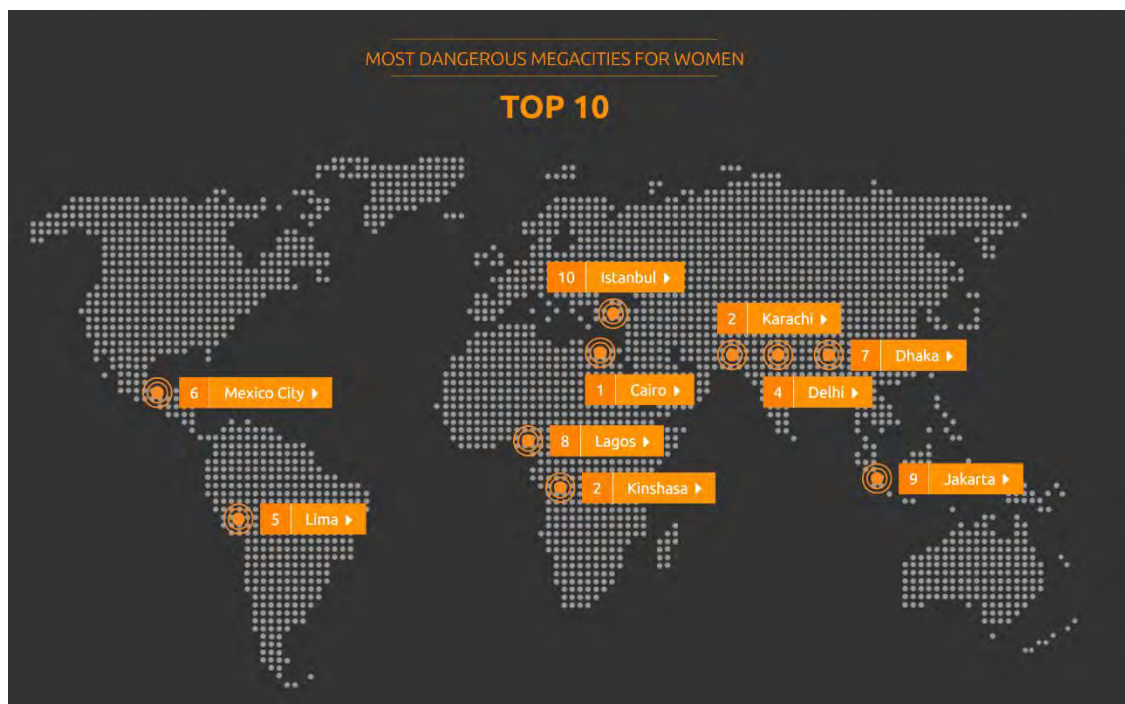 MOST DANGEROUS MEGACITIES FOR WOMEN
TOP 10
10 Istanbul
2 Karachi
7 Dhaka
1 Cairo
4 Delhi
6 Mexico City
8 Lagos
9 Jakarta
2 Kinshasa
5 Lima